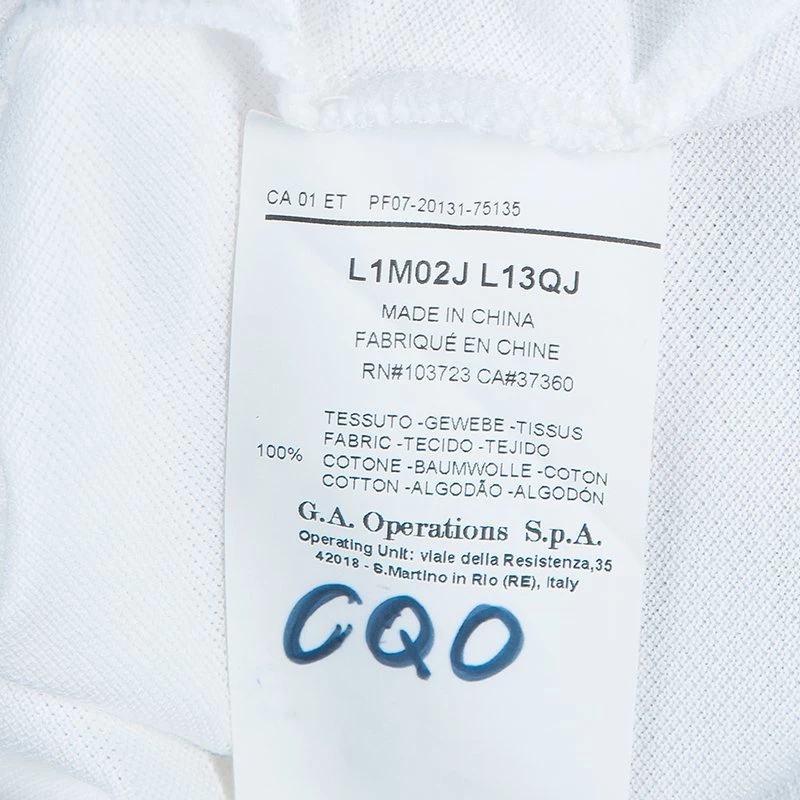 CA 01 ET PF07-20131-75135
L1M02J L13QJ
MADE IN CHINA
FABRIQUÉ EN CHINE
RN#103723 CA#37360
TESSUTO -GEWEBE -TISSUS
FABRIC -TECIDO -TEJIDO
100% COTONE -BAUMWOLLE -COTON
COTTON -ALGODÃO -ALGODÓN
G.A. Operations S.p.A.
Operating Unit: viale della Resistenza,35
42018 - S.Martino in Rio (RE), Italy
CQO